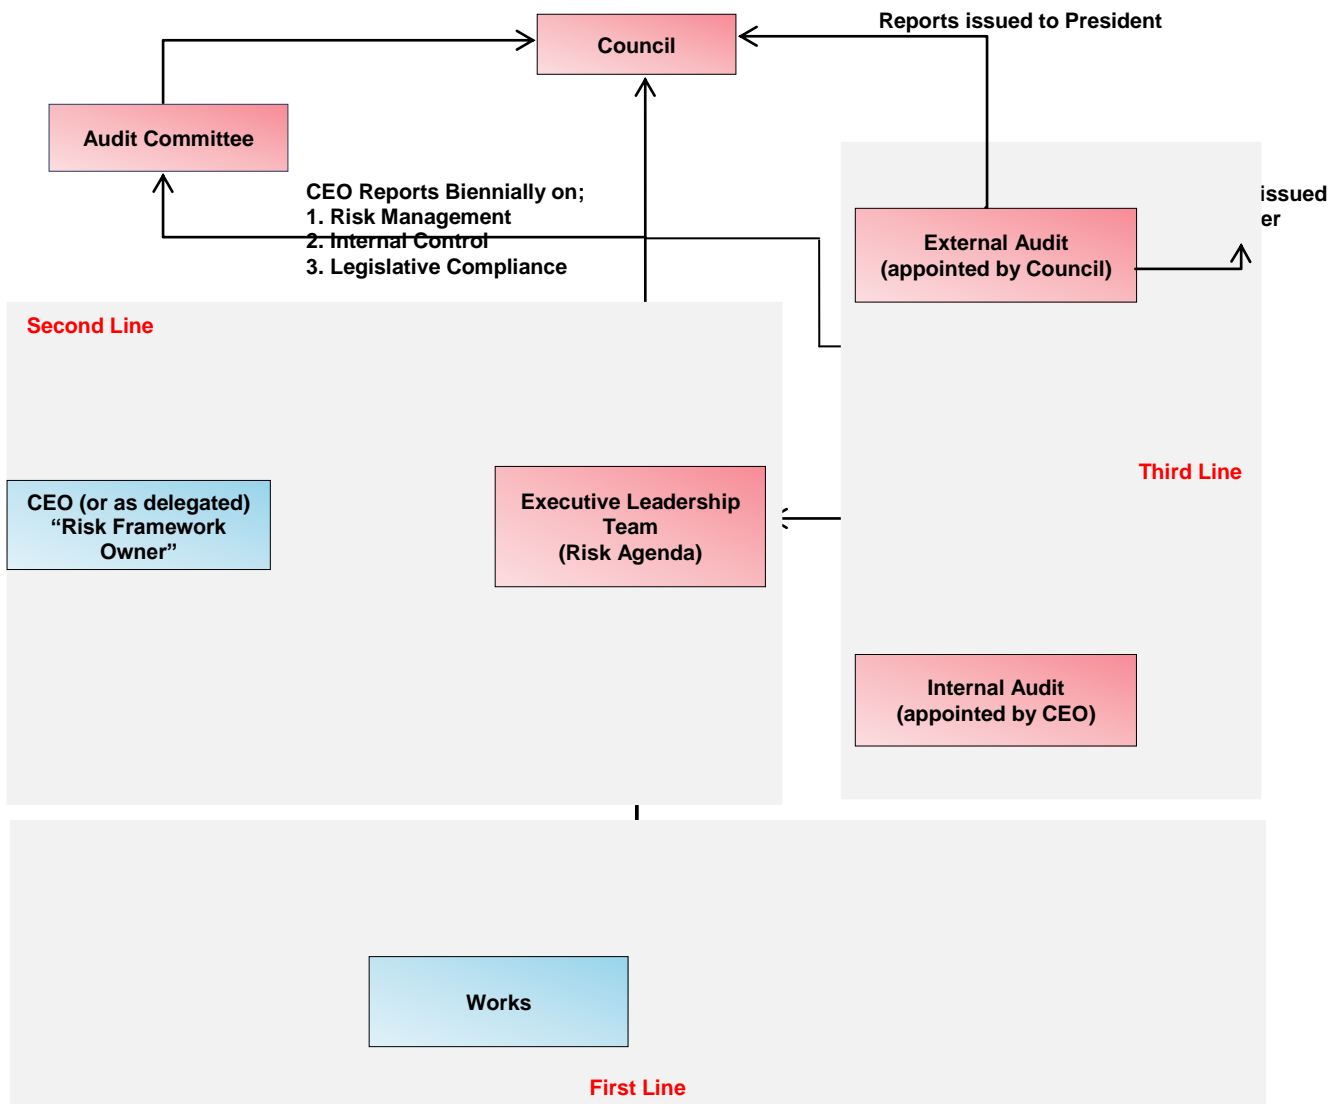 Reports issued to President
Council
Audit Committee
CEO Reports Biennially on;
1. Risk Management
2. Internal Control
3. Legislative Compliance
issued
er
External Audit
(appointed by Council)
Second Line
Third Line
CEO (or as delegated)
“Risk Framework
Owner”
Executive Leadership
Team
(Risk Agenda)
Internal Audit
(appointed by CEO)
Works
First Line